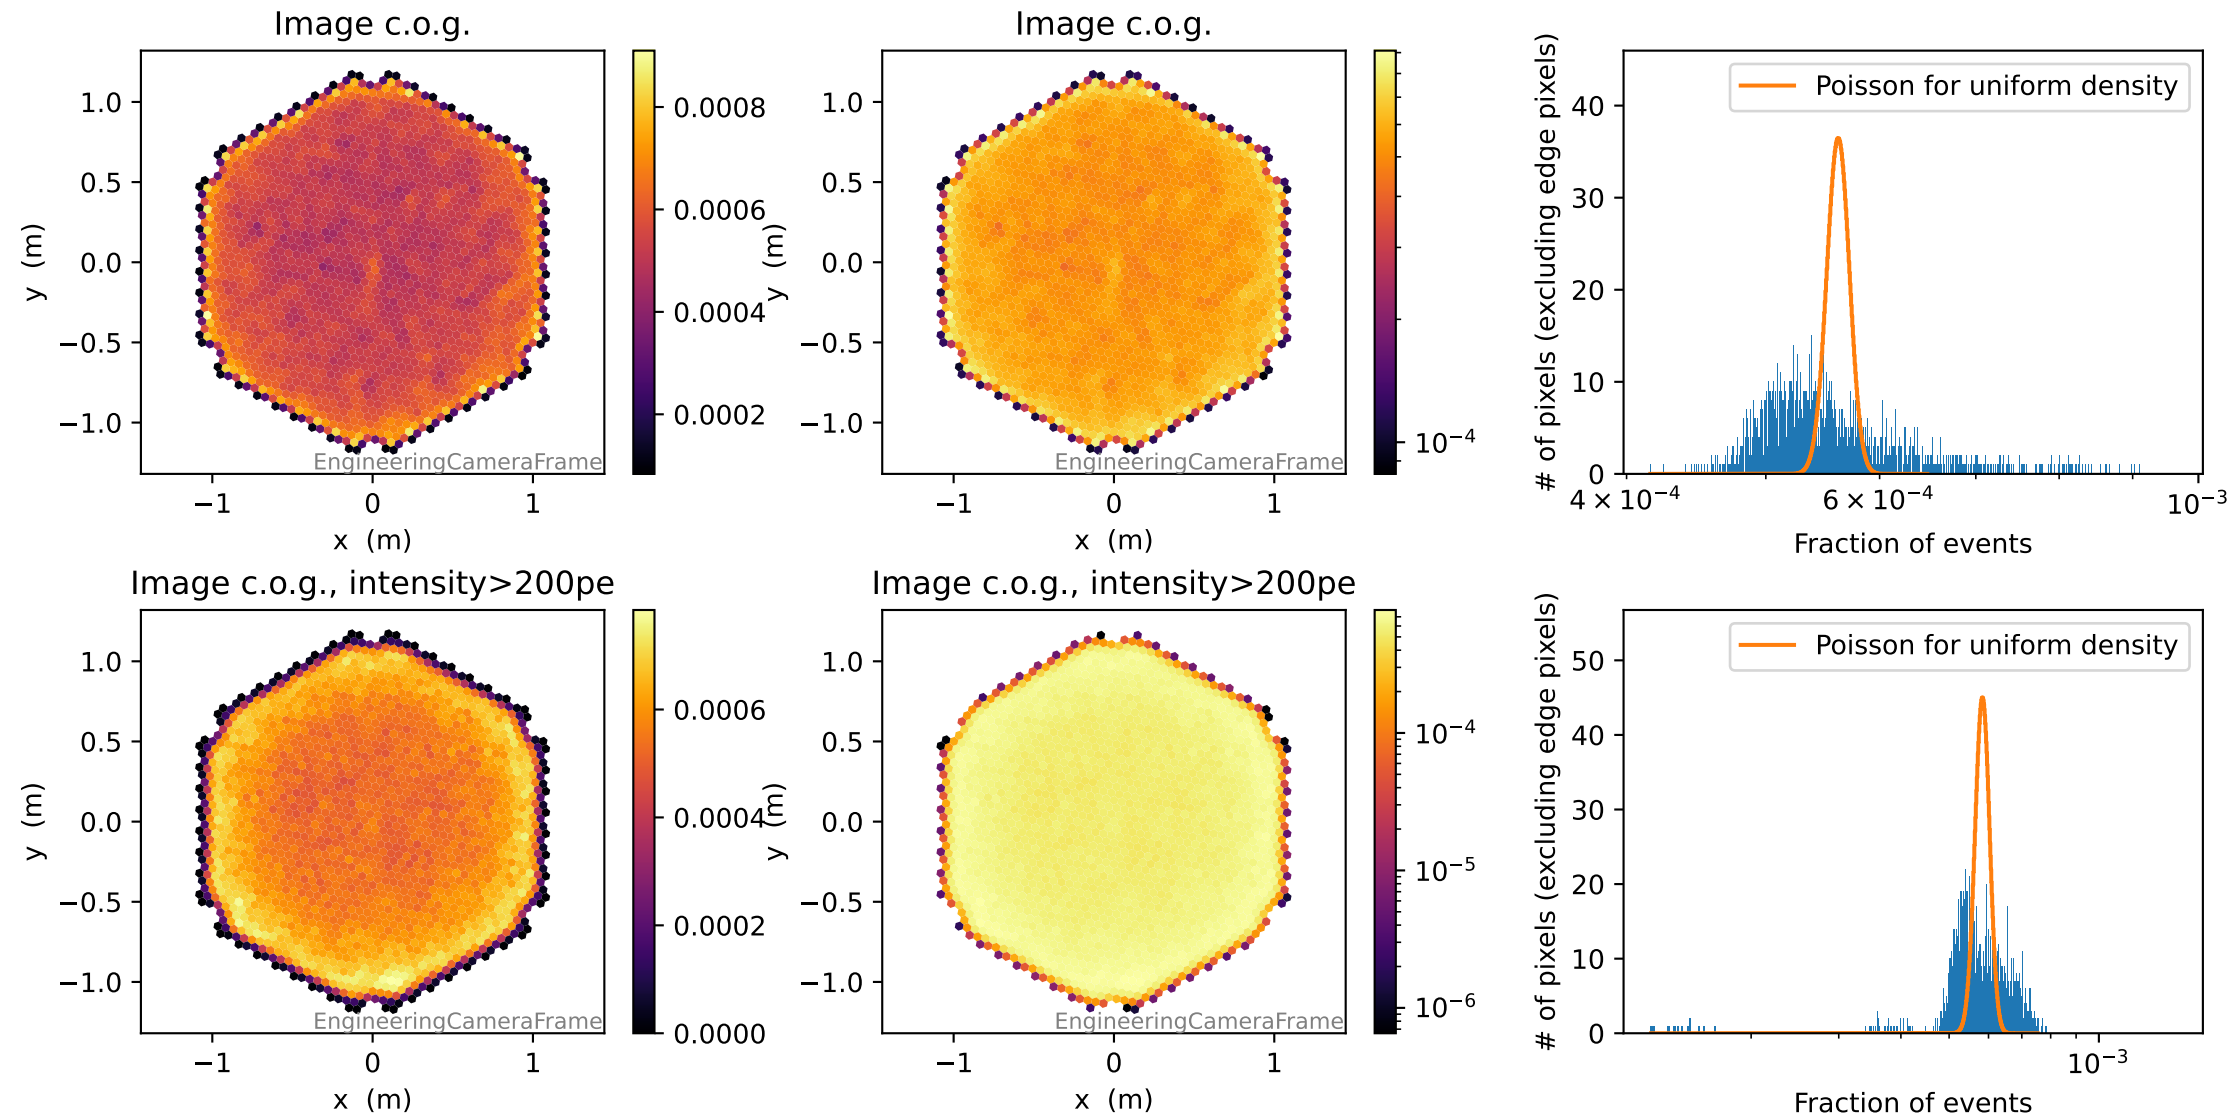 Image c.o.g.
1.0
0.5
0.0
−0.5
−1.0
y (m)
EngineeringCameraFrame
−1
0
1
x (m)
0.0008
0.0006
0.0004
0.0002
Image c.o.g.
1.0
0.5
0.0
−0.5
−1.0
y (m)
EngineeringCameraFrame
−1
0
1
x (m)
10⁻⁴
Poisson for uniform density
40
30
20
10
0
# of pixels (excluding edge pixels)
4 × 10⁻⁴
6 × 10⁻⁴
10⁻³
Fraction of events
Image c.o.g., intensity>200pe
1.0
0.5
0.0
−0.5
−1.0
y (m)
EngineeringCameraFrame
−1
0
1
x (m)
0.0006
0.0004
0.0002
0.0000
Image c.o.g., intensity>200pe
1.0
0.5
0.0
−0.5
−1.0
y (m)
EngineeringCameraFrame
−1
0
1
x (m)
10⁻⁴
10⁻⁵
10⁻⁶
Poisson for uniform density
50
40
30
20
10
0
# of pixels (excluding edge pixels)
10⁻³
Fraction of events